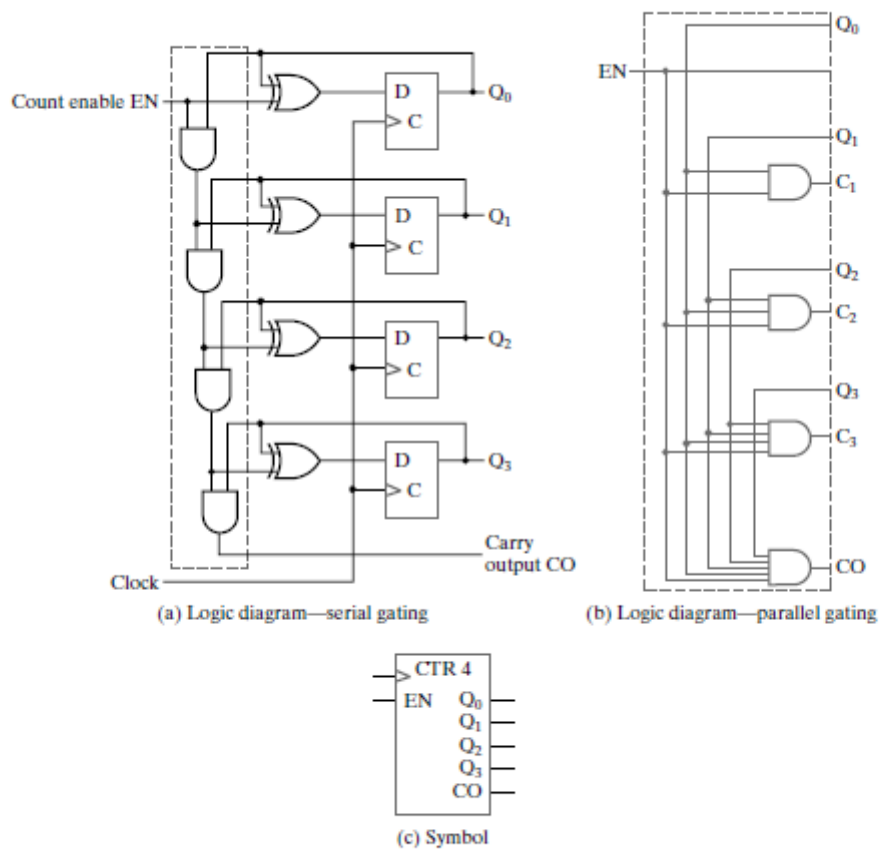 Count enable EN
D
C
Q₀
D
C
Q₁
D
C
Q₂
D
C
Q₃
Carry
output CO
Clock
(a) Logic diagram—serial gating
EN
Q₀
Q₁
C₁
Q₂
C₂
Q₃
C₃
CO
(b) Logic diagram—parallel gating
CTR 4
EN Q₀
Q₁
Q₂
Q₃
CO
(c) Symbol